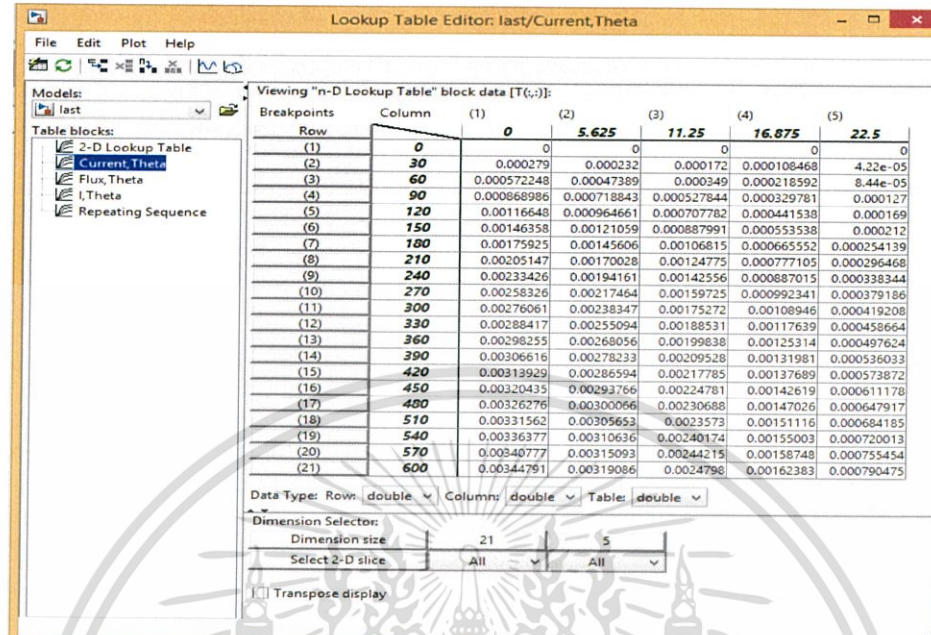 Lookup Table Editor: last/Current,Theta
File Edit Plot Help
Models:
last
Table blocks:
2-D Lookup Table
Current,Theta
Flux,Theta
I,Theta
Repeating Sequence
Viewing "n-D Lookup Table" block data [T(:,:)]:
Breakpoints Column (1) (2) (3) (4) (5)
Row 0 5.625 11.25 16.875 22.5
(1) 0 0 0 0 0 0
(2) 30 0.000279 0.000232 0.000172 0.000108468 4.22e-05
(3) 60 0.000572248 0.00047389 0.000349 0.000218592 8.44e-05
(4) 90 0.000868986 0.000718843 0.000527844 0.000329781 0.000127
(5) 120 0.00116648 0.000964661 0.000707782 0.000441538 0.000169
(6) 150 0.00146358 0.00121059 0.000887991 0.000553538 0.000212
(7) 180 0.00175925 0.00145606 0.00106815 0.000665552 0.000254139
(8) 210 0.00205147 0.00170028 0.00124775 0.000777105 0.000296468
(9) 240 0.00233426 0.00194161 0.00142556 0.000887015 0.000338344
(10) 270 0.00258326 0.00217464 0.00159725 0.000992341 0.000379186
(11) 300 0.00276061 0.00238347 0.00175272 0.00108946 0.000419208
(12) 330 0.00288417 0.00255094 0.00188531 0.00117639 0.000458664
(13) 360 0.00298255 0.00268056 0.00199838 0.00125314 0.000497624
(14) 390 0.00306616 0.00278233 0.00209528 0.00131981 0.000536033
(15) 420 0.00313929 0.00286594 0.00217785 0.00137689 0.000573872
(16) 450 0.00320435 0.00293766 0.00224781 0.00142619 0.000611178
(17) 480 0.00326276 0.00300066 0.00230688 0.00147026 0.000647917
(18) 510 0.00331562 0.00305653 0.0023573 0.00151116 0.000684185
(19) 540 0.00336377 0.00310636 0.00240174 0.00155003 0.000720013
(20) 570 0.00340777 0.00315093 0.00244215 0.00158748 0.000755454
(21) 600 0.00344791 0.00319086 0.0024798 0.00162383 0.000790475
Data Type: Row: double Column: double Table: double
Dimension Selector:
Dimension size 21 5
Select 2-D slice All All
Transpose display